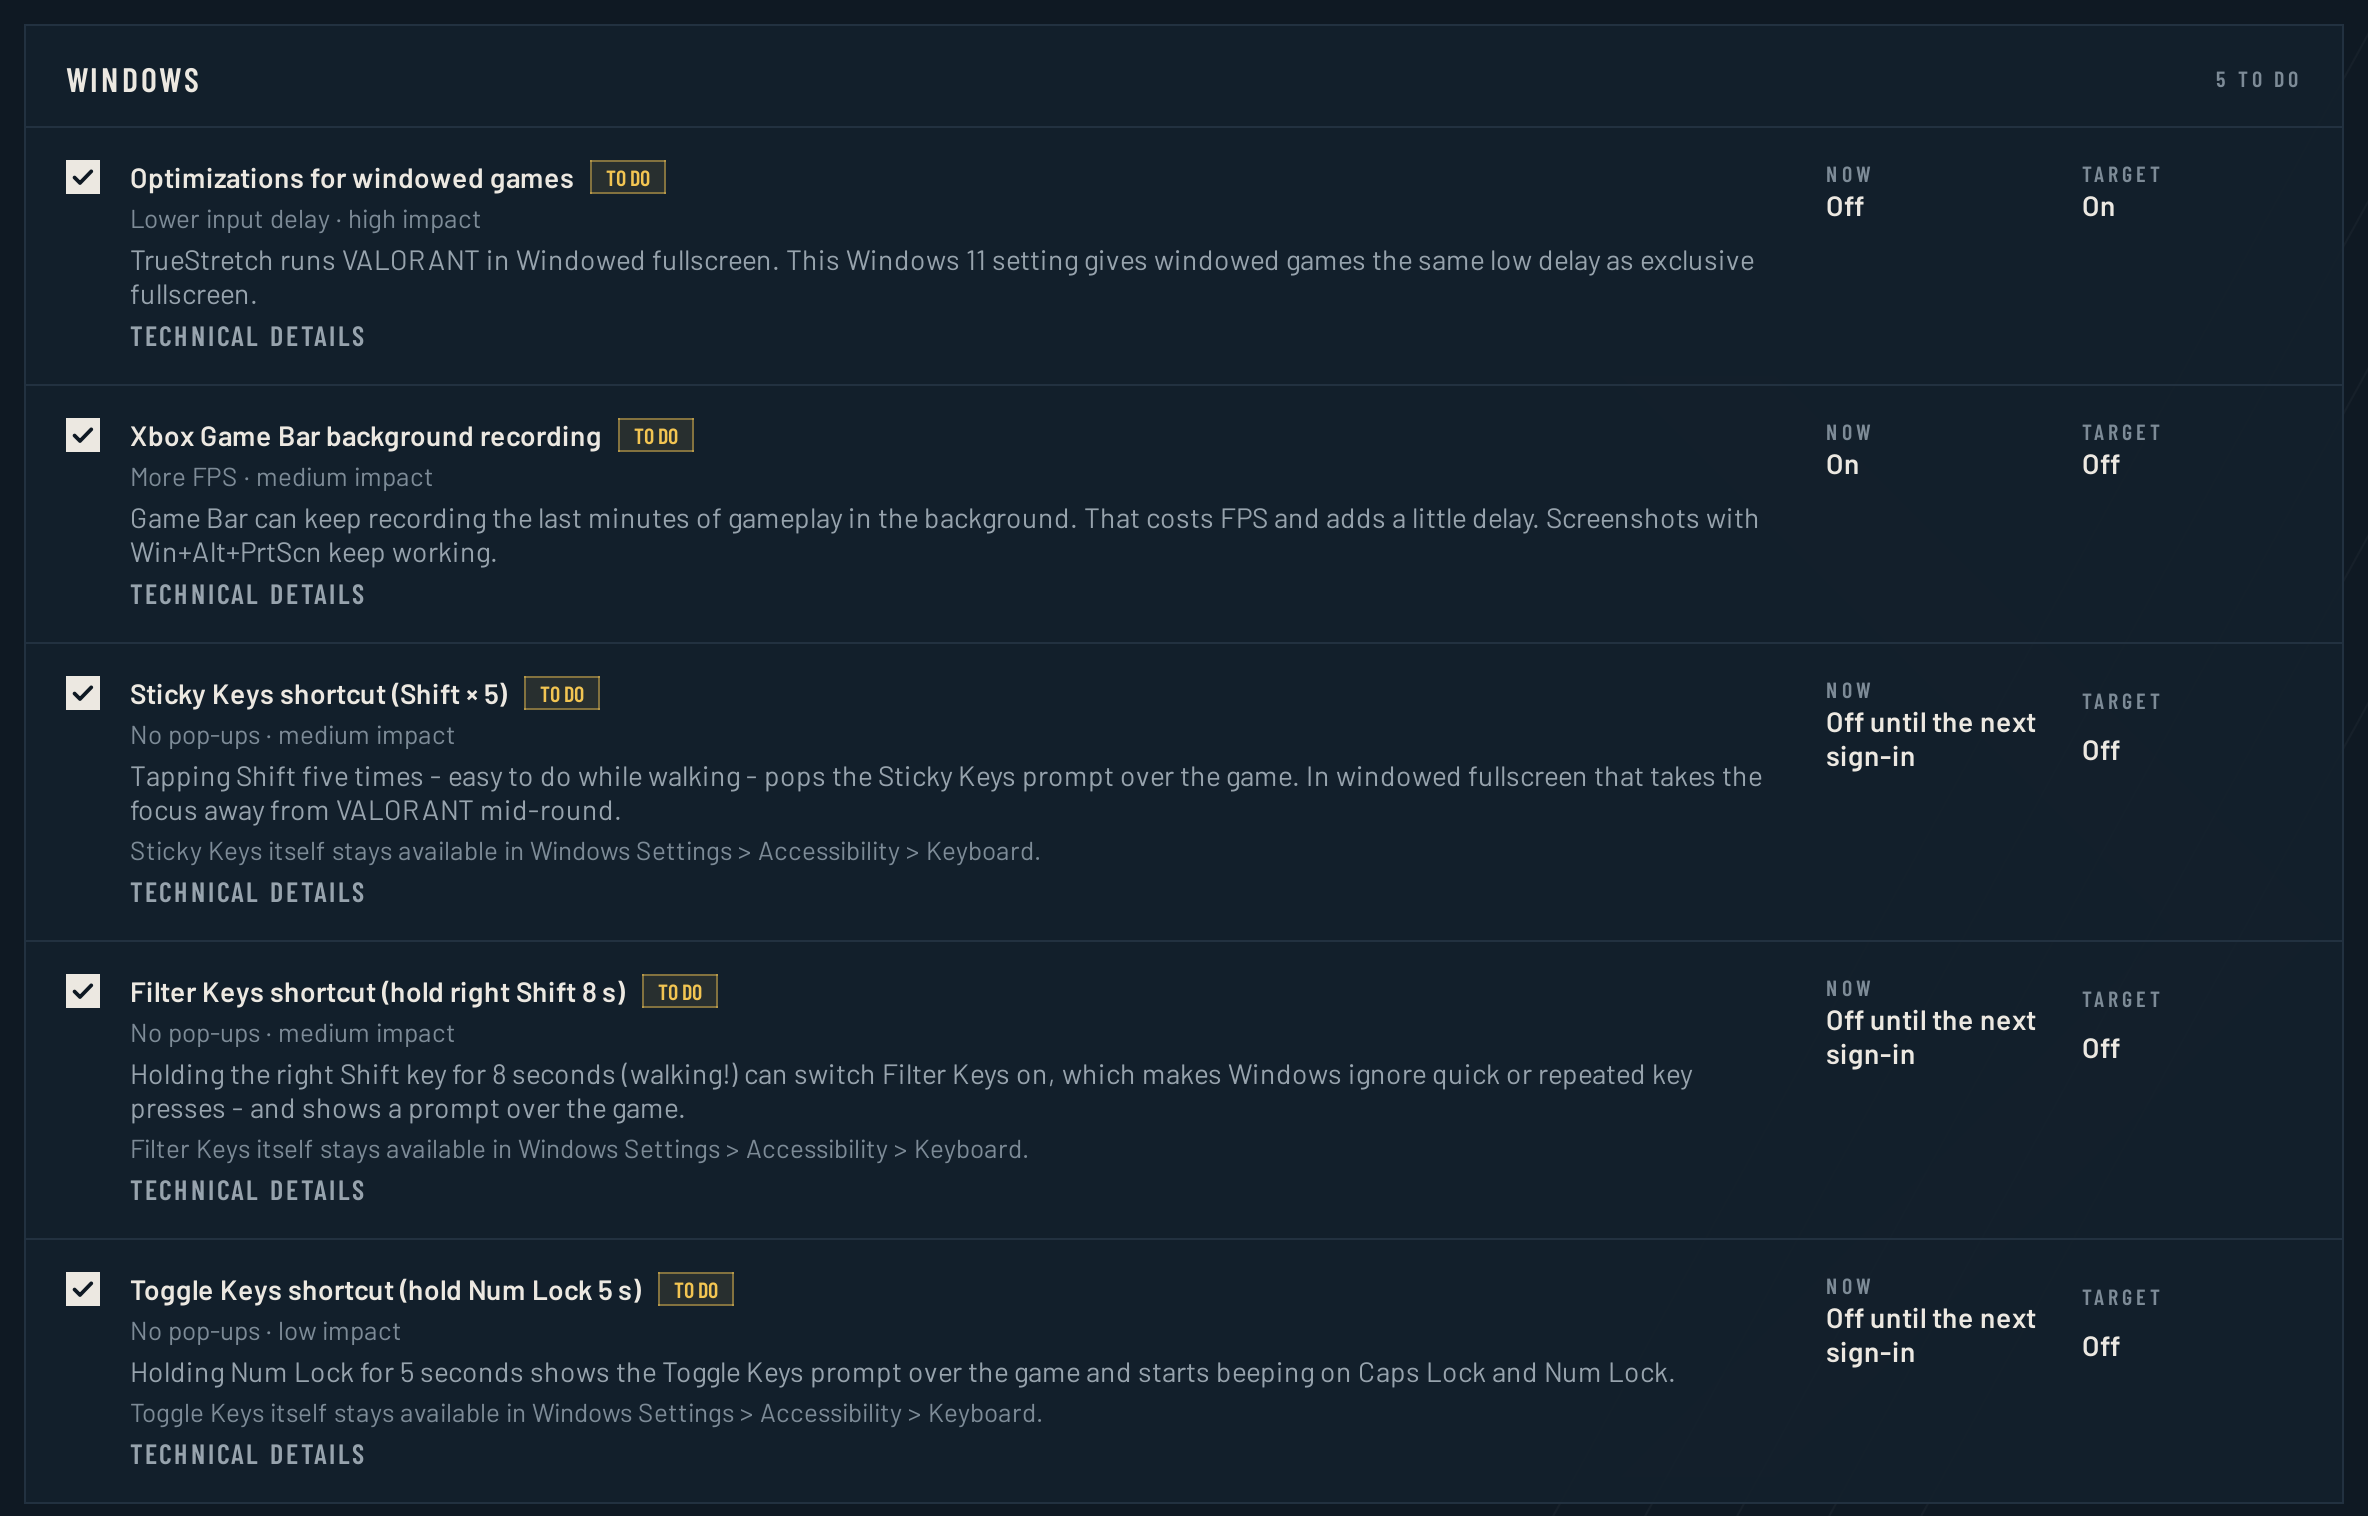 WINDOWS
5 TO DO
Optimizations for windowed games TO DO
Lower input delay · high impact
TrueStretch runs VALORANT in Windowed fullscreen. This Windows 11 setting gives windowed games the same low delay as exclusive
fullscreen.
TECHNICAL DETAILS
NOW
Off
TARGET
On
Xbox Game Bar background recording TO DO
More FPS · medium impact
Game Bar can keep recording the last minutes of gameplay in the background. That costs FPS and adds a little delay. Screenshots with
Win+Alt+PrtScn keep working.
TECHNICAL DETAILS
NOW
On
TARGET
Off
Sticky Keys shortcut (Shift × 5) TO DO
No pop-ups · medium impact
Tapping Shift five times - easy to do while walking - pops the Sticky Keys prompt over the game. In windowed fullscreen that takes the
focus away from VALORANT mid-round.
Sticky Keys itself stays available in Windows Settings > Accessibility > Keyboard.
TECHNICAL DETAILS
NOW
Off until the next
sign-in
TARGET
Off
Filter Keys shortcut (hold right Shift 8 s) TO DO
No pop-ups · medium impact
Holding the right Shift key for 8 seconds (walking!) can switch Filter Keys on, which makes Windows ignore quick or repeated key
presses - and shows a prompt over the game.
Filter Keys itself stays available in Windows Settings > Accessibility > Keyboard.
TECHNICAL DETAILS
NOW
Off until the next
sign-in
TARGET
Off
Toggle Keys shortcut (hold Num Lock 5 s) TO DO
No pop-ups · low impact
Holding Num Lock for 5 seconds shows the Toggle Keys prompt over the game and starts beeping on Caps Lock and Num Lock.
Toggle Keys itself stays available in Windows Settings > Accessibility > Keyboard.
TECHNICAL DETAILS
NOW
Off until the next
sign-in
TARGET
Off